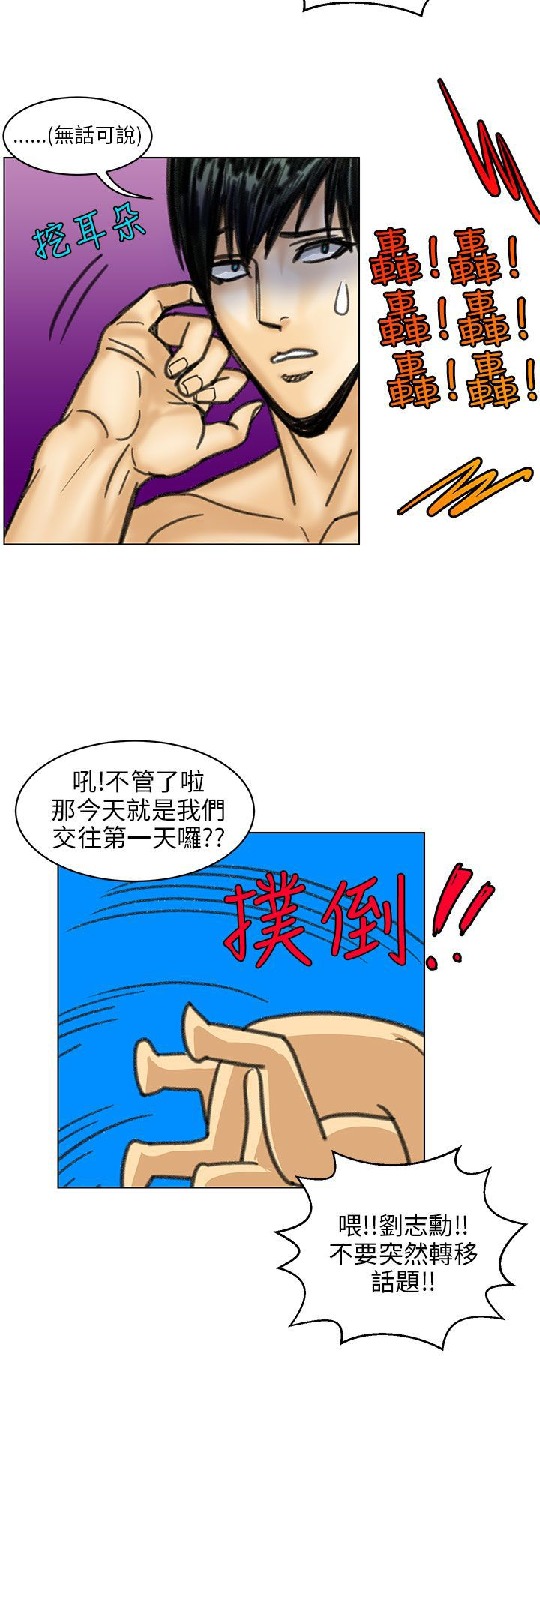 ......(無話可說)
挖耳朵
轟!轟!
轟!轟!
轟!轟!
吼!不管了啦
那今天就是我們
交往第一天囉??
撲倒!!
喂!!劉志勳!!
不要突然轉移
話題!!